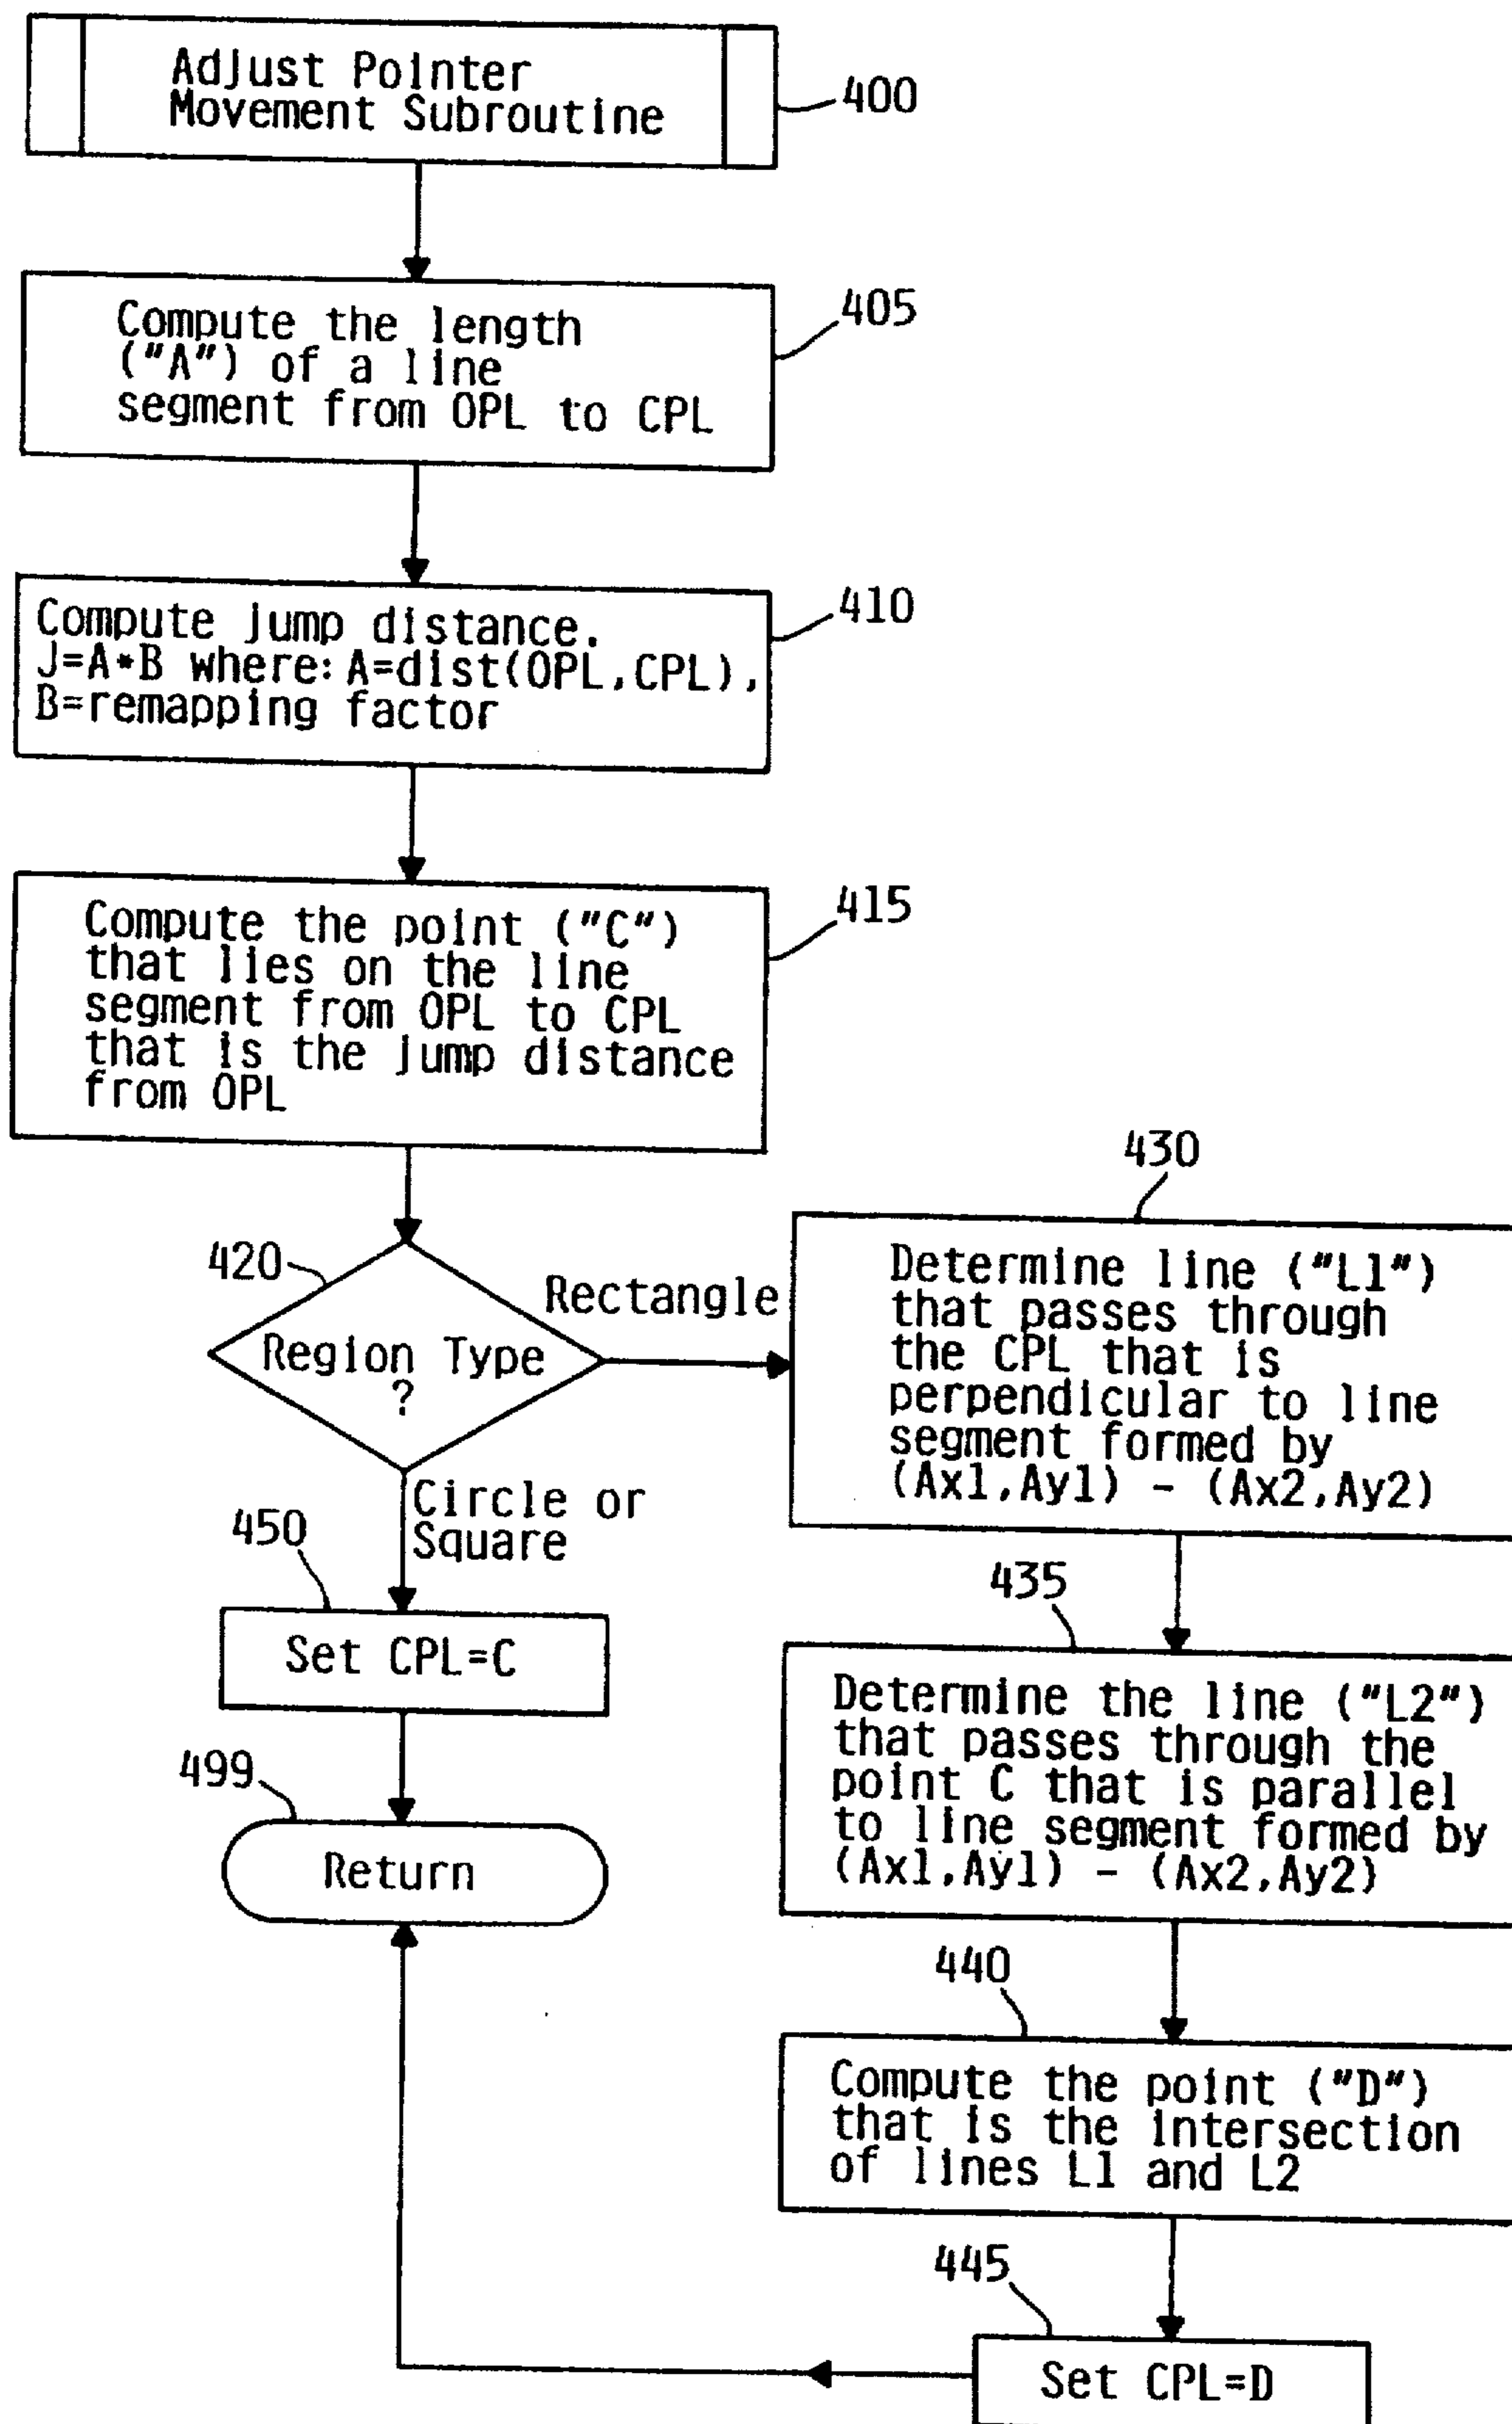 Adjust Pointer
Movement Subroutine
400
Compute the length
("A") of a line
segment from OPL to CPL
405
Compute jump distance.
J=A*B where: A=dist(OPL,CPL),
B=remapping factor
410
Compute the point ("C")
that lies on the line
segment from OPL to CPL
that is the jump distance
from OPL
415
420
Region Type
?
Rectangle
Circle or
Square
450
Set CPL=C
499
Return
430
Determine line ("L1")
that passes through
the CPL that is
perpendicular to line
segment formed by
(Ax1,Ay1) - (Ax2,Ay2)
435
Determine the line ("L2")
that passes through the
point C that is parallel
to line segment formed by
(Ax1,Ay1) - (Ax2,Ay2)
440
Compute the point ("D")
that is the intersection
of lines L1 and L2
445
Set CPL=D